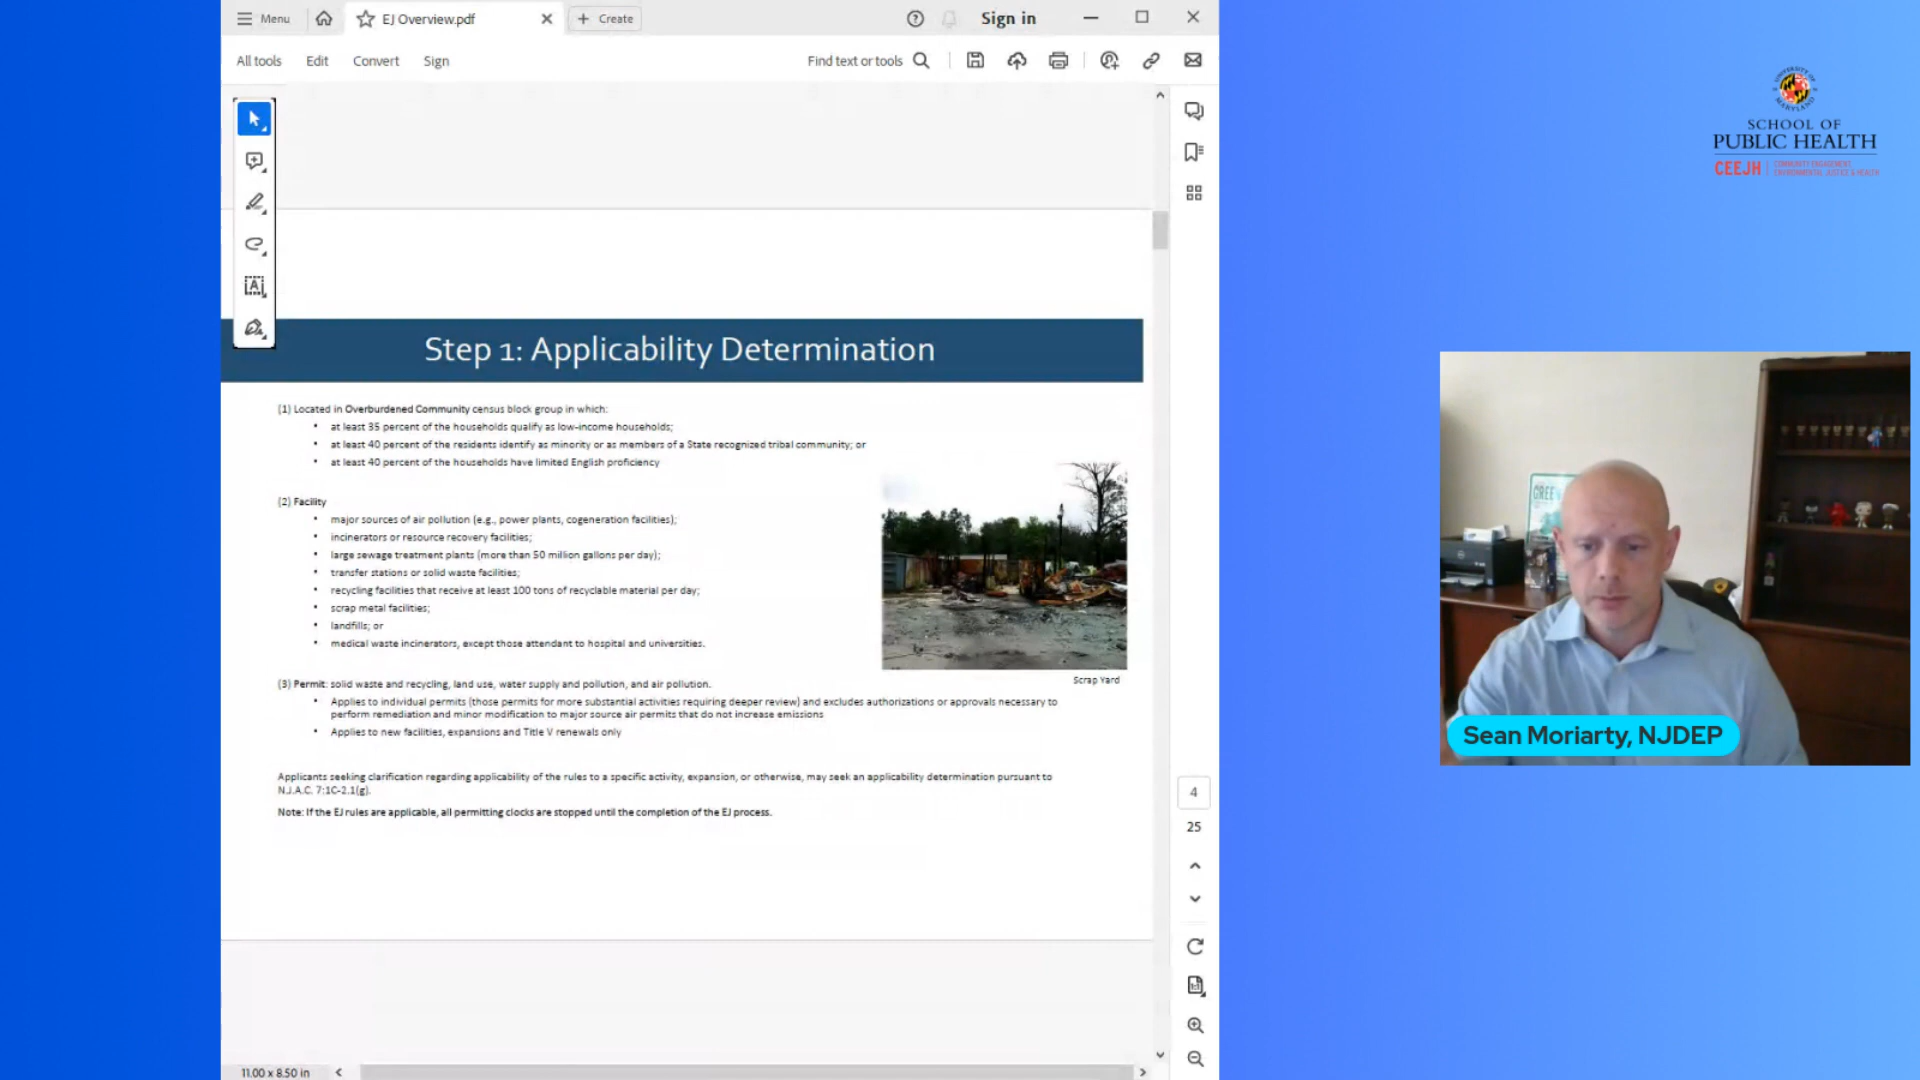 Menu
EJ Overview.pdf
Create
Sign in
All tools
Edit
Convert
Sign
Find text or tools
Step 1: Applicability Determination
(1) Located in Overburdened Community census block group in which:
• at least 35 percent of the households qualify as low-income households;
• at least 40 percent of the residents identify as minority or as members of a State recognized tribal community; or
• at least 40 percent of the households have limited English proficiency
(2) Facility
• major sources of air pollution (e.g., power plants, cogeneration facilities);
• incinerators or resource recovery facilities;
• large sewage treatment plants (more than 50 million gallons per day);
• transfer stations or solid waste facilities;
• recycling facilities that receive at least 100 tons of recyclable material per day;
• scrap metal facilities;
• landfills; or
• medical waste incinerators, except those attendant to hospital and universities.
Scrap Yard
(3) Permit: solid waste and recycling, land use, water supply and pollution, and air pollution.
• Applies to individual permits (those permits for more substantial activities requiring deeper review) and excludes authorizations or approvals necessary to
perform remediation and minor modification to major source air permits that do not increase emissions
• Applies to new facilities, expansions and Title V renewals only
Applicants seeking clarification regarding applicability of the rules to a specific activity, expansion, or otherwise, may seek an applicability determination pursuant to
N.J.A.C. 7:1C-2.1(g).
Note: If the EJ rules are applicable, all permitting clocks are stopped until the completion of the EJ process.
4
25
11.00 x 8.50 in
UNIVERSITY OF
MARYLAND
SCHOOL OF
PUBLIC HEALTH
CEEJH
COMMUNITY ENGAGEMENT,
ENVIRONMENTAL JUSTICE & HEALTH
GREEN
Sean Moriarty, NJDEP